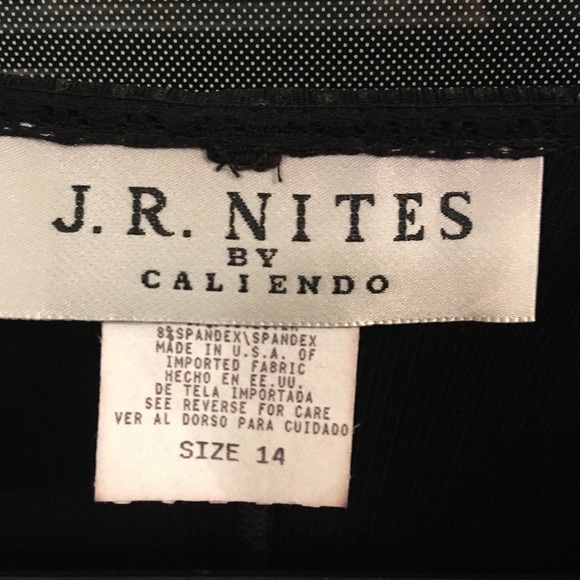 J.R. NITES
BY
CALIENDO
8%SPANDEX\SPANDEX
MADE IN U.S.A. OF
IMPORTED FABRIC
HECHO EN EE.UU.
DE TELA IMPORTADA
SEE REVERSE FOR CARE
VER AL DORSO PARA CUIDADO
SIZE 14